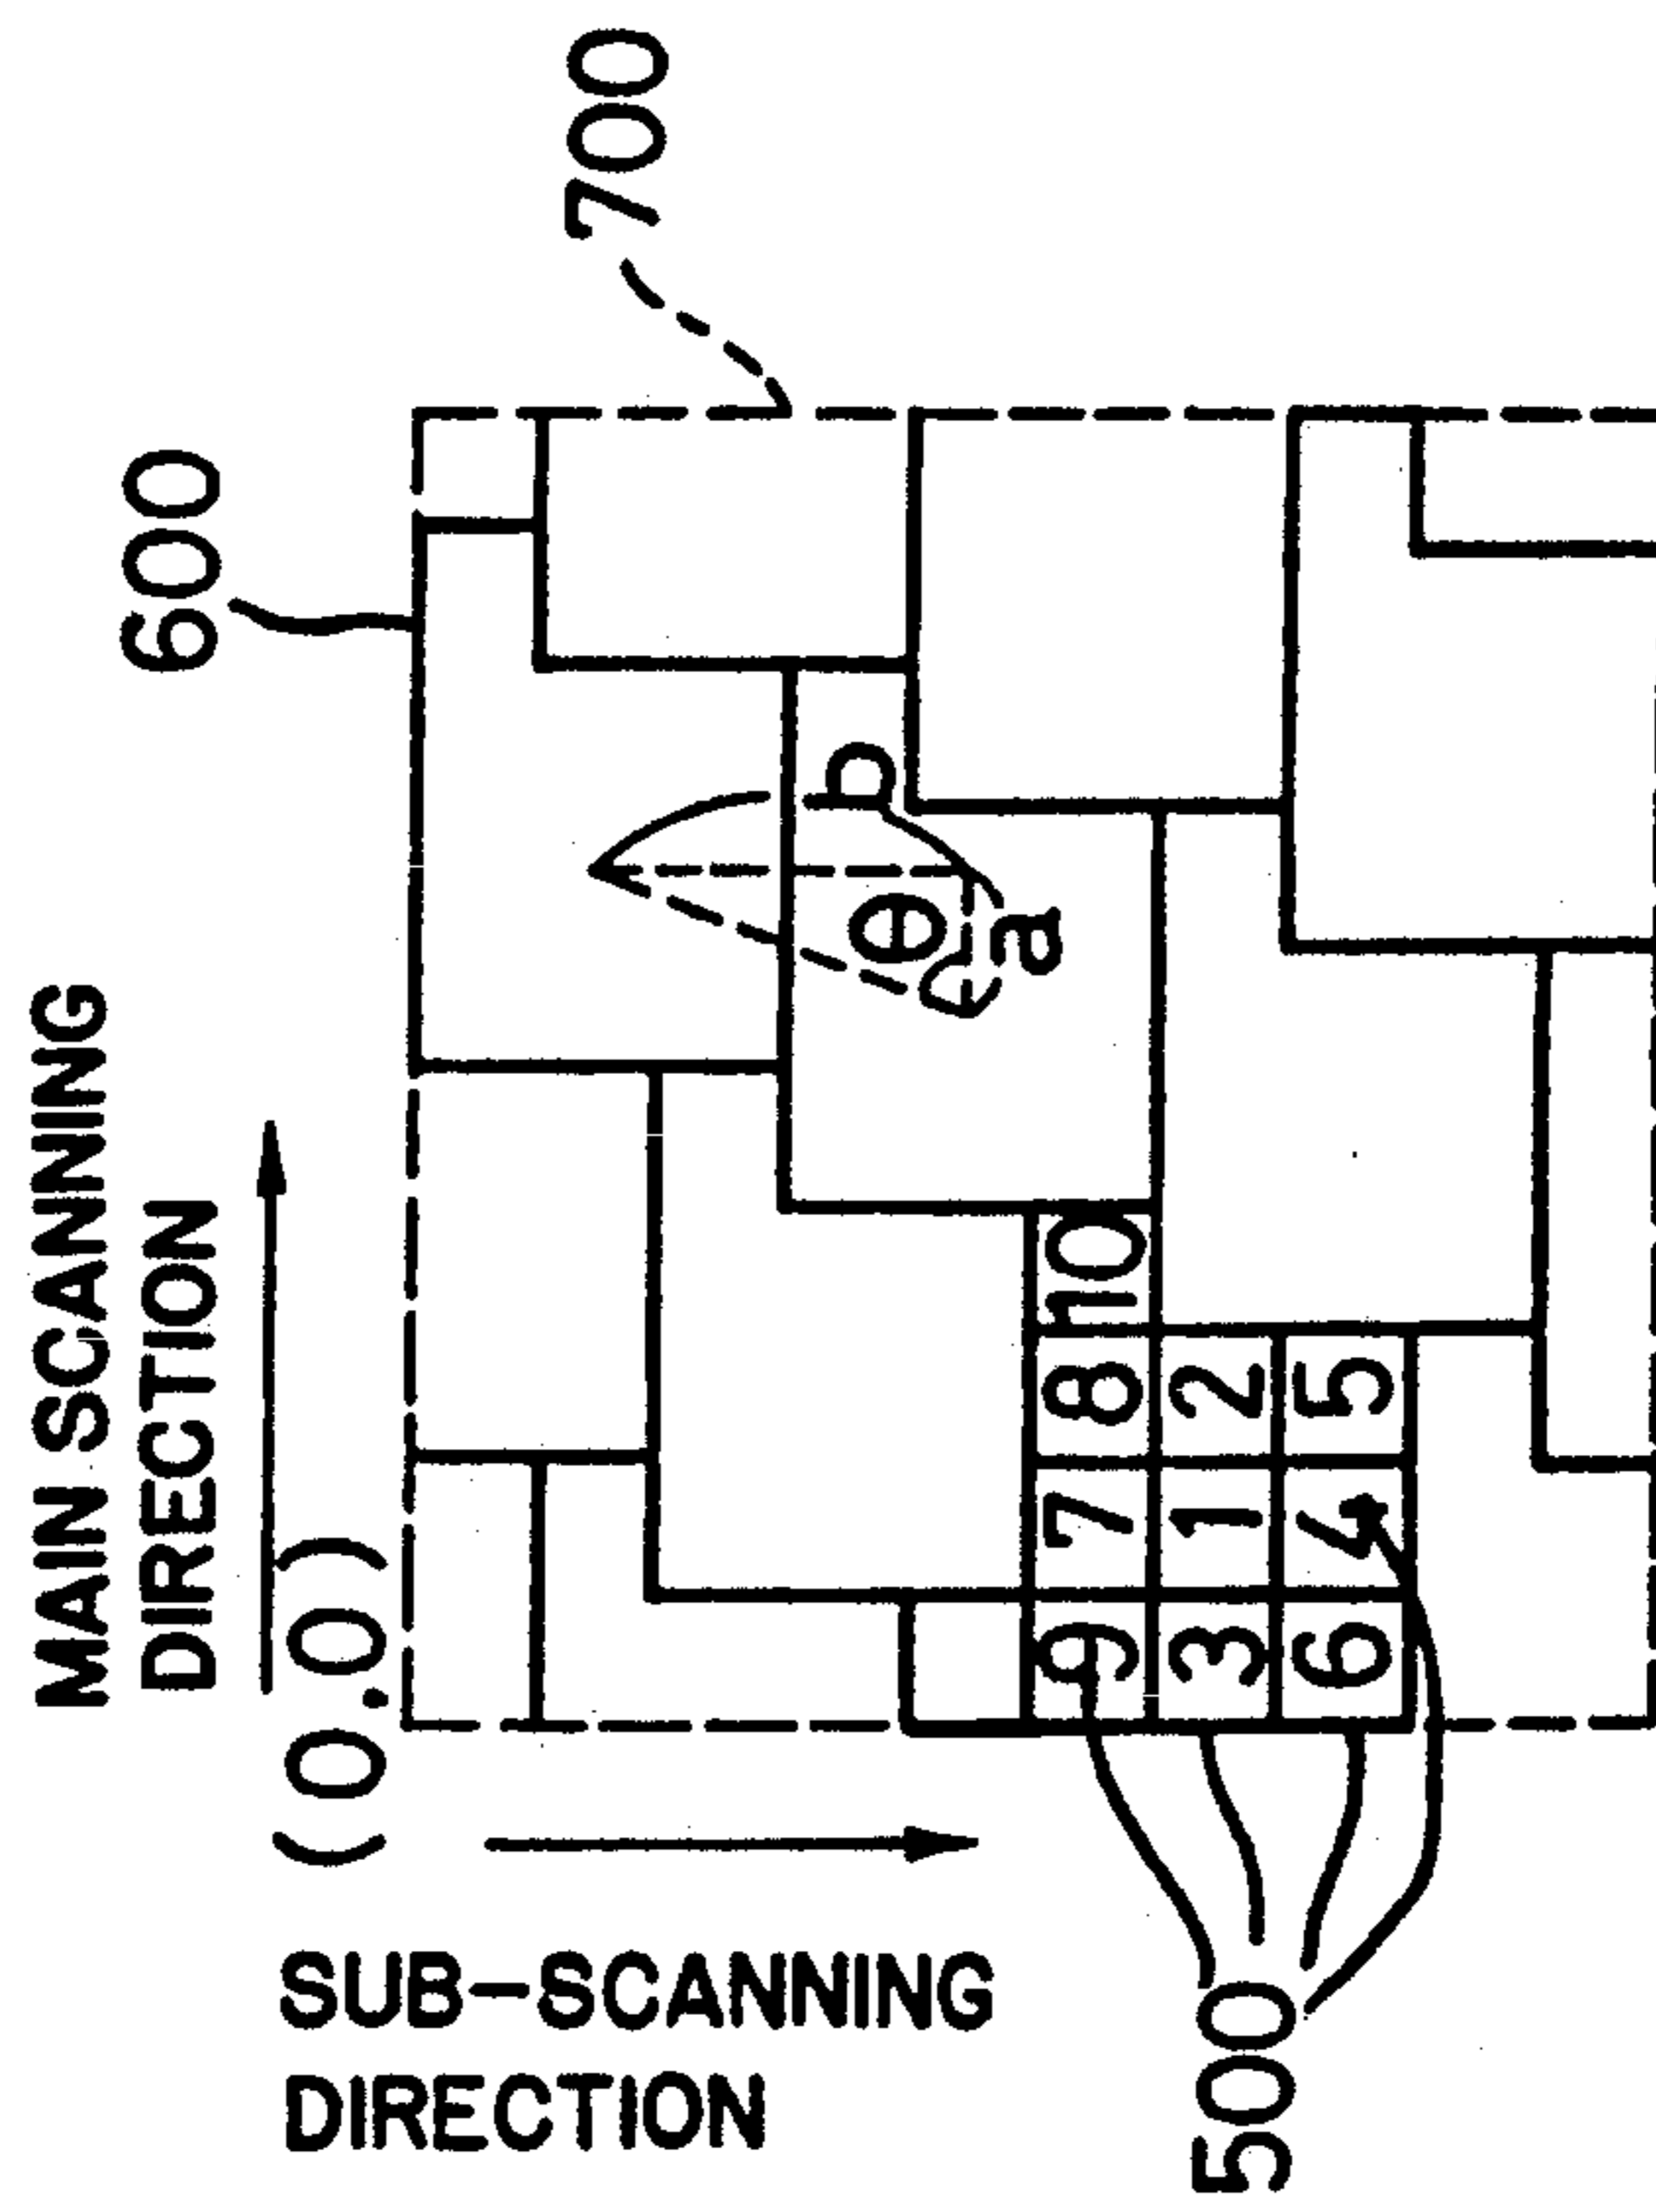 MAIN SCANNING
DIRECTION
600
(0.0)
700
SUB-SCANNING
DIRECTION
b
θ
a
9 7 8 10
3 1 2
6 4 5
500